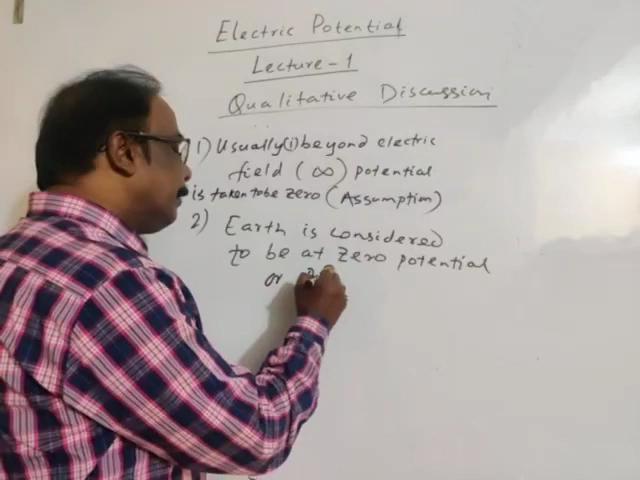 Electric Potential
Lecture-1
Qualitative Discussion
1) Usually (i) beyond electric
field (∞) potential
is taken to be zero (Assumption)
2) Earth is considered
to be at zero potential
or